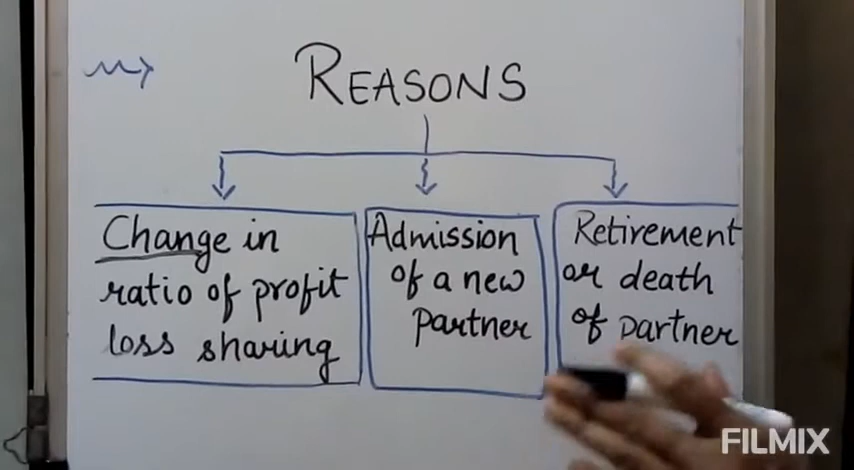 REASONS
Change in
ratio of profit
loss sharing
Admission
of a new
partner
Retirement
or death
of partner
FILMIX